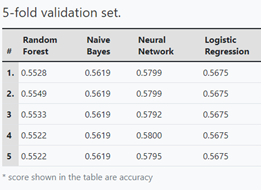 5-fold validation set.
# Random Forest Naive Bayes Neural Network Logistic Regression
1. 0.5528 0.5619 0.5799 0.5675
2. 0.5549 0.5619 0.5799 0.5675
3. 0.5533 0.5619 0.5792 0.5675
4 0.5522 0.5619 0.5800 0.5675
5 0.5522 0.5619 0.5795 0.5675
* score shown in the table are accuracy